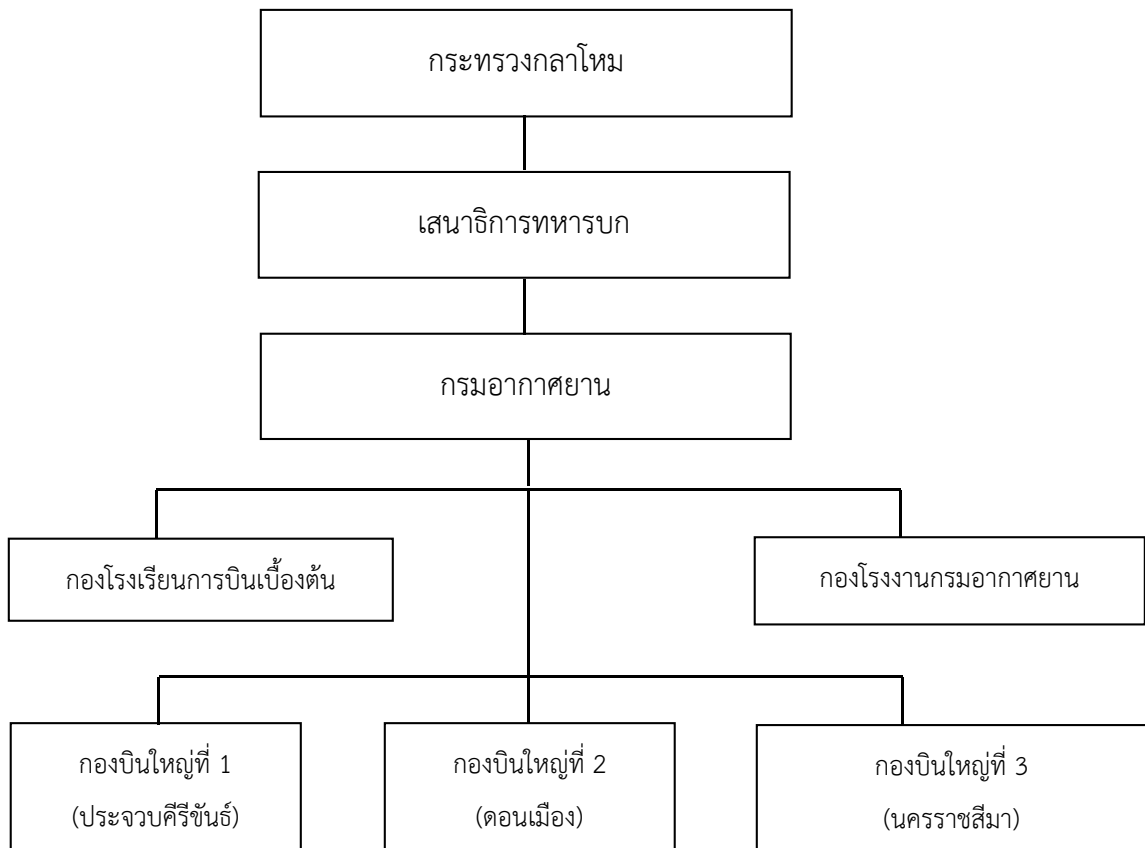 กระทรวงกลาโหม
เสนาธิการทหารบก
กรมอากาศยาน
กองโรงเรียนการบินเบื้องต้น
กองโรงงานกรมอากาศยาน
กองบินใหญ่ที่ 1
(ประจวบคีรีขันธ์)
กองบินใหญ่ที่ 2
(ดอนเมือง)
กองบินใหญ่ที่ 3
(นครราชสีมา)